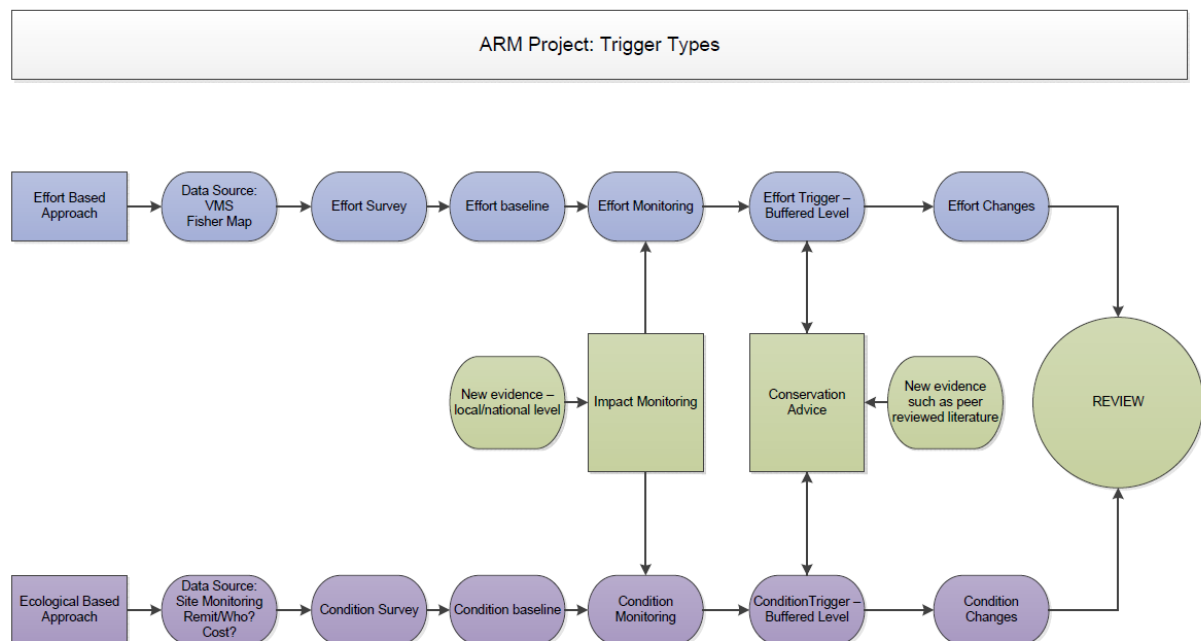 ARM Project: Trigger Types
Effort Based
Approach
Data Source:
VMS
Fisher Map
Effort Survey
Effort baseline
Effort Monitoring
Effort Trigger –
Buffered Level
Effort Changes
New evidence –
local/national level
Impact Monitoring
Conservation
Advice
New evidence
such as peer
reviewed literature
REVIEW
Ecological Based
Approach
Data Source:
Site Monitoring
Remit/Who?
Cost?
Condition Survey
Condition baseline
Condition
Monitoring
ConditionTrigger –
Buffered Level
Condition
Changes